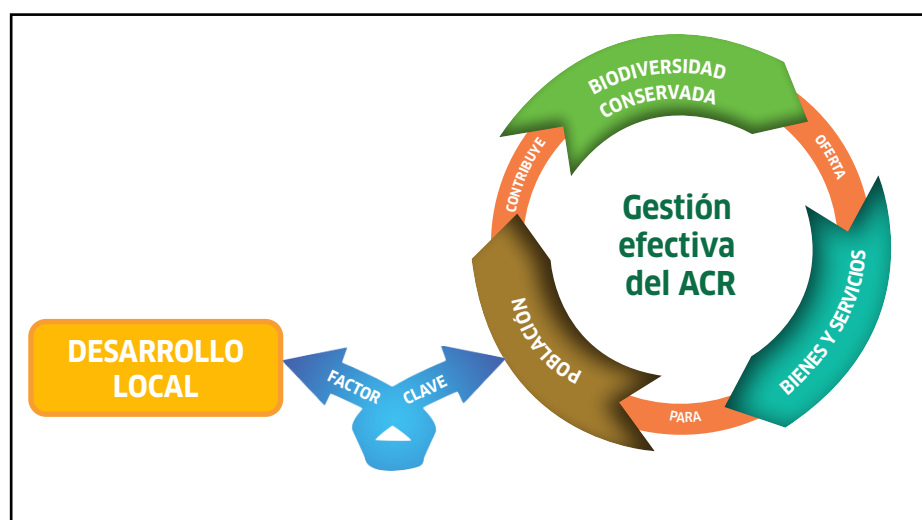 BIODIVERSIDAD
CONSERVADA
OFERTA
CONTRIBUYE
Gestión
efectiva
del ACR
BIENES Y SERVICIOS
POBLACIÓN
PARA
DESARROLLO
LOCAL
FACTOR
CLAVE